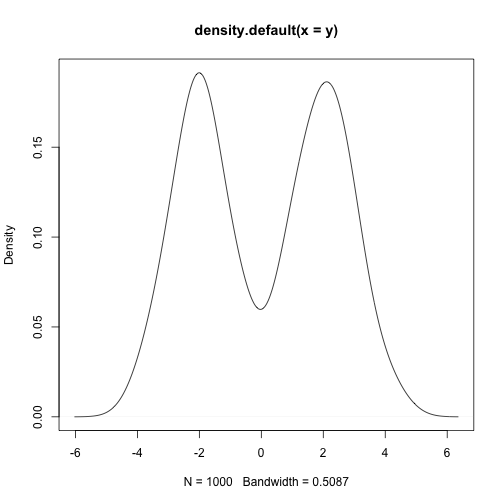 density.default(x = y)
Density
0.15
0.10
0.05
0.00
-6 -4 -2 0 2 4 6
N = 1000 Bandwidth = 0.5087